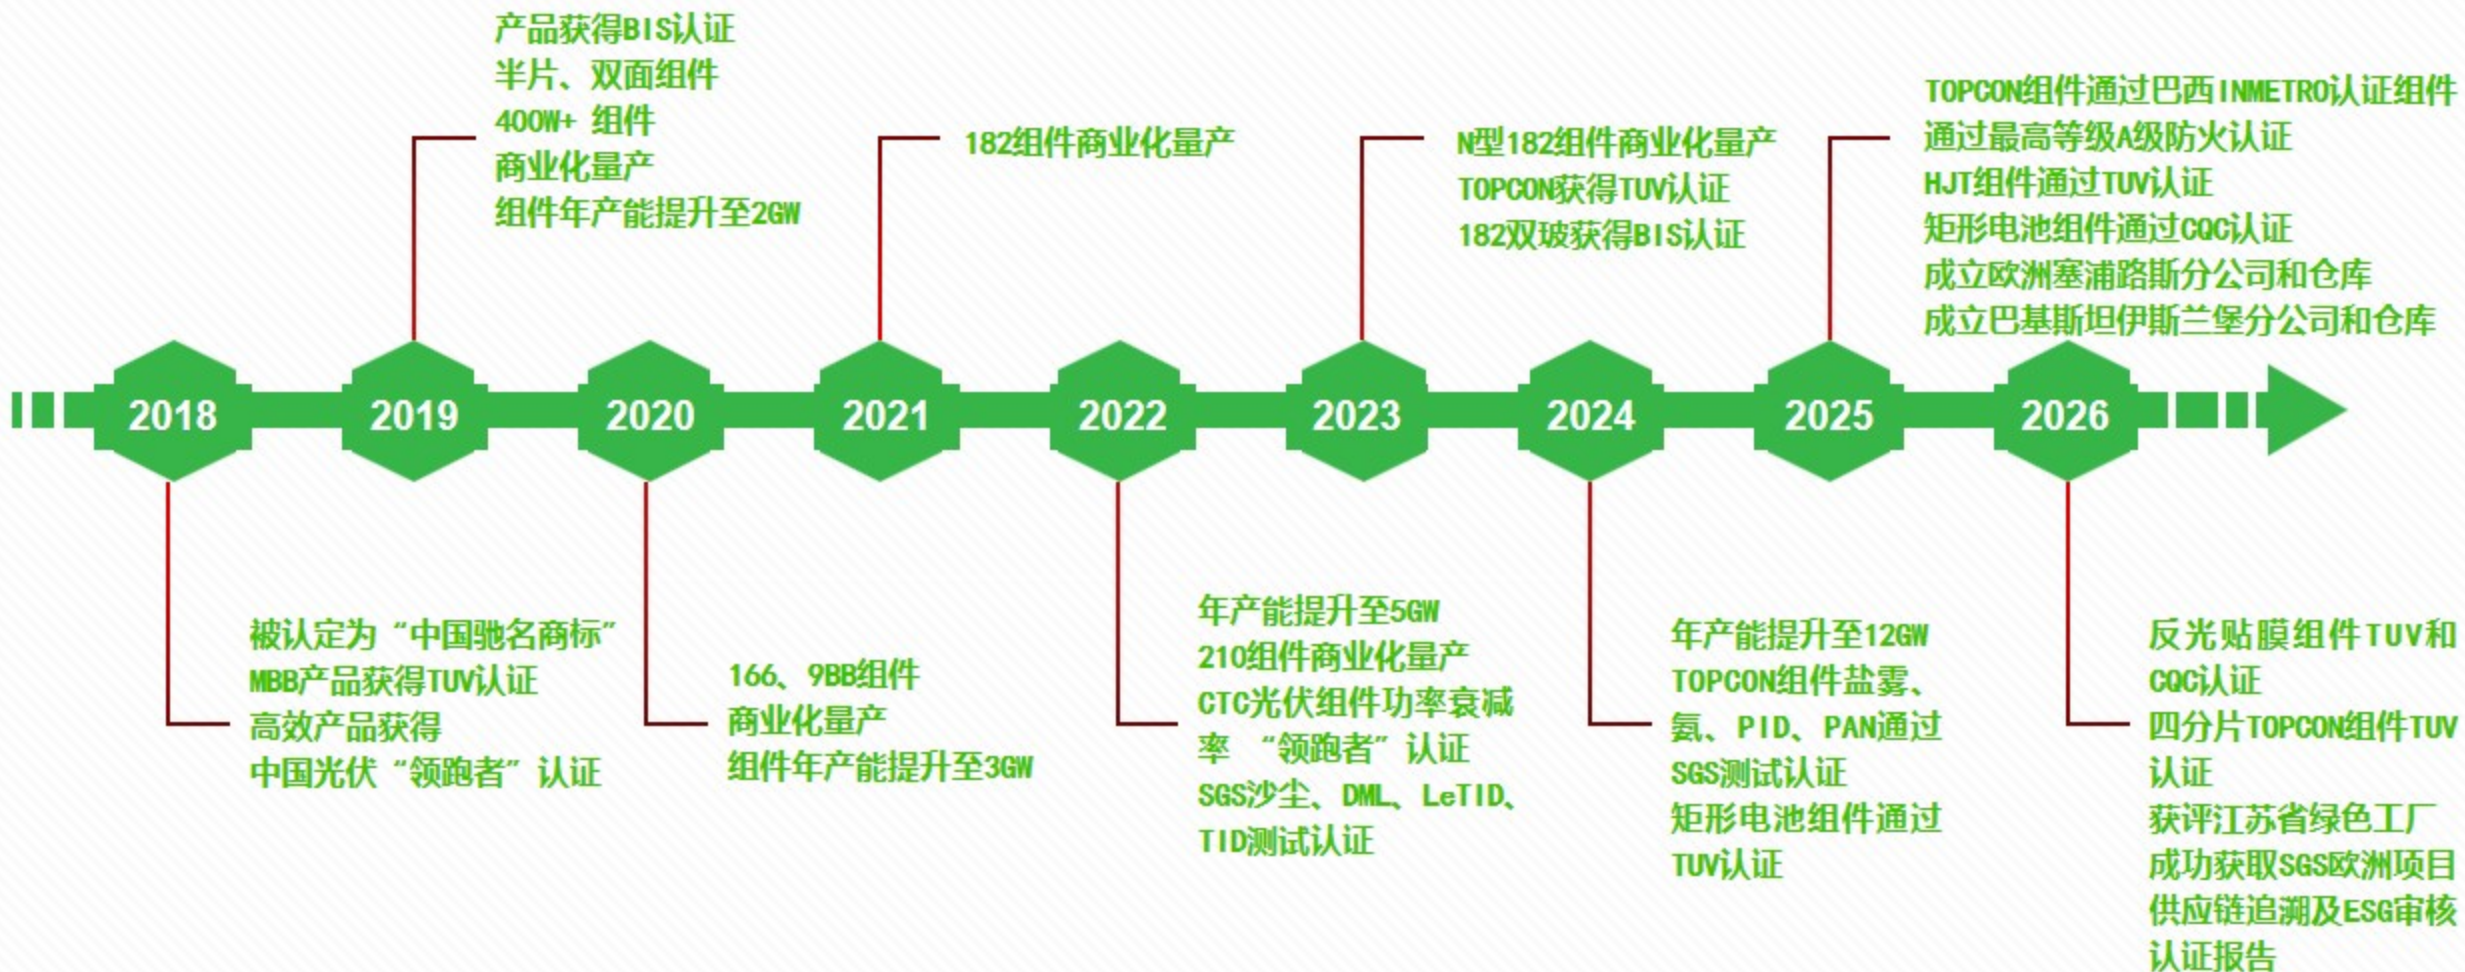 产品获得BIS认证
半片、双面组件
400W+ 组件
商业化量产
组件年产能提升至2GW
182组件商业化量产
N型182组件商业化量产
TOPCON获得TUV认证
182双玻获得BIS认证
TOPCON组件通过巴西INMETRO认证组件
通过最高等级A级防火认证
HJT组件通过TUV认证
矩形电池组件通过CQC认证
成立欧洲塞浦路斯分公司和仓库
成立巴基斯坦伊斯兰堡分公司和仓库
2018
2019
2020
2021
2022
2023
2024
2025
2026
被认定为“中国驰名商标”
MBB产品获得TUV认证
高效产品获得
中国光伏“领跑者”认证
166、9BB组件
商业化量产
组件年产能提升至3GW
年产能提升至5GW
210组件商业化量产
CTC光伏组件功率衰减
率 “领跑者”认证
SGS沙尘、DML、LeTID、
TID测试认证
年产能提升至12GW
TOPCON组件盐雾、
氨、PID、PAN通过
SGS测试认证
矩形电池组件通过
TUV认证
反光贴膜组件TUV和
CQC认证
四分片TOPCON组件TUV
认证
获评江苏省绿色工厂
成功获取SGS欧洲项目
供应链追溯及ESG审核
认证报告